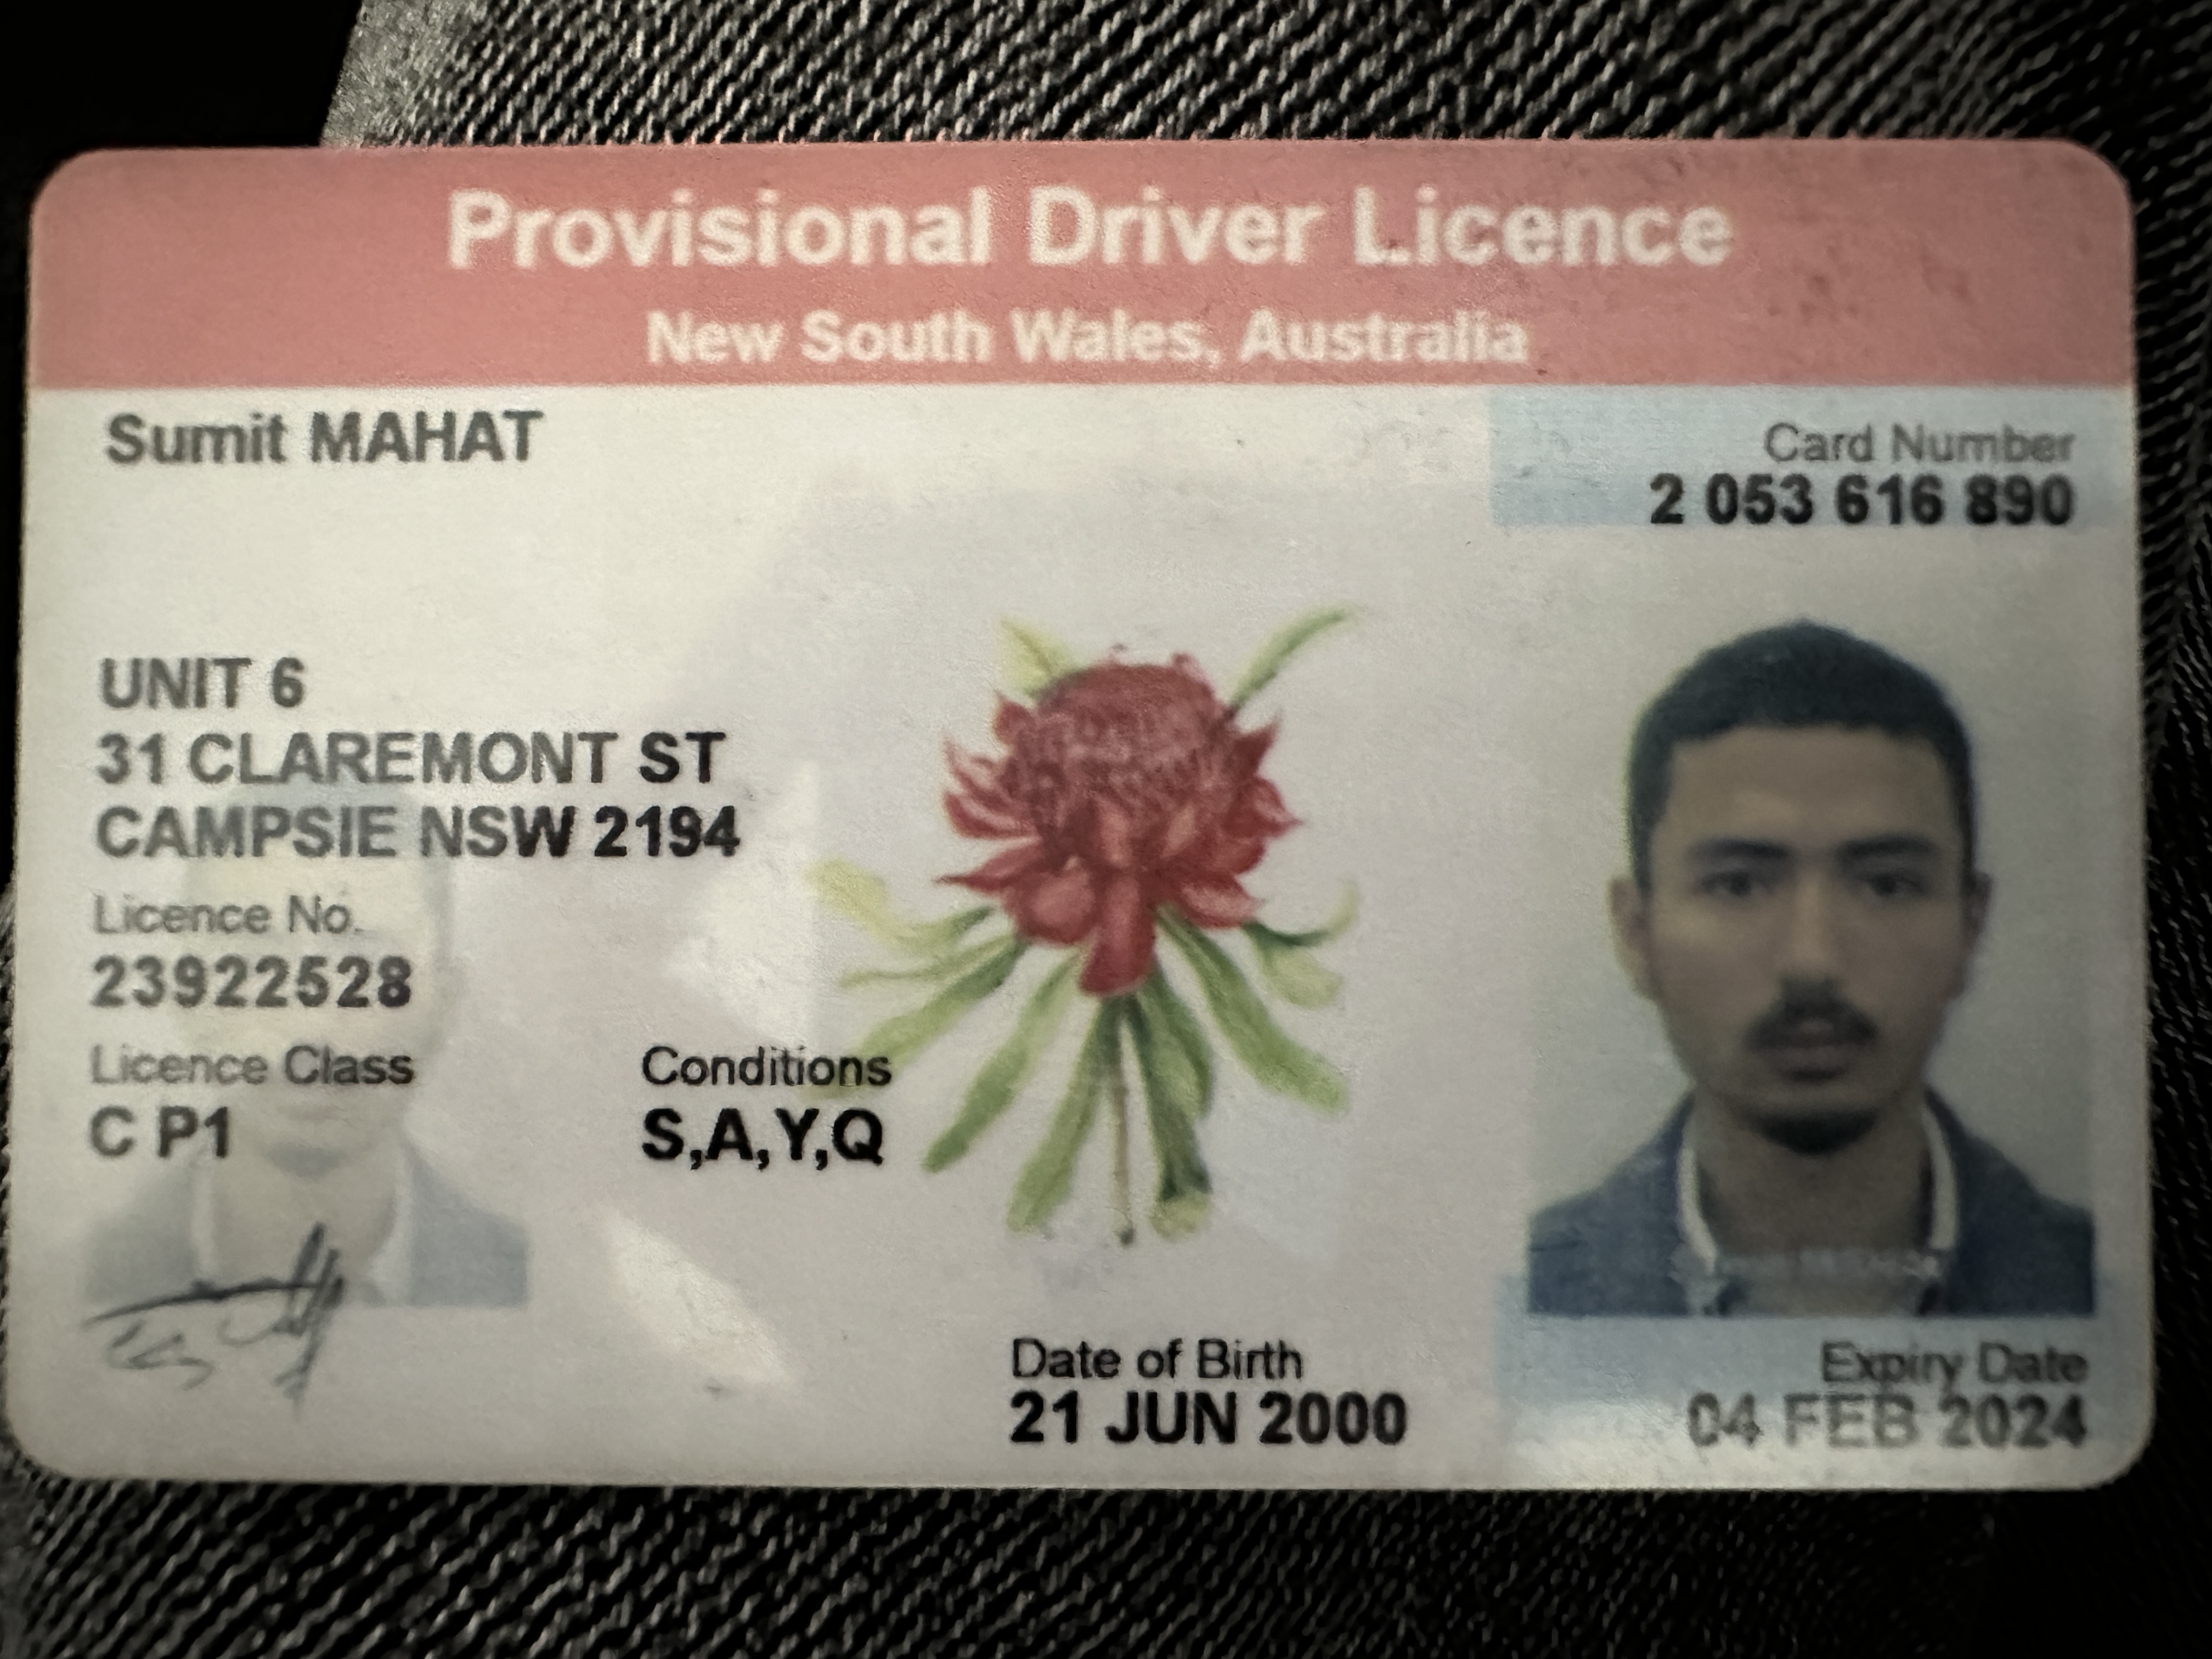 Provisional Driver Licence
New South Wales, Australia
Sumit MAHAT
Card Number
2 053 616 890
UNIT 6
31 CLAREMONT ST
CAMPSIE NSW 2194
Licence No.
23922528
Licence Class
C P1
Conditions
S,A,Y,Q
Date of Birth
21 JUN 2000
Expiry Date
04 FEB 2024